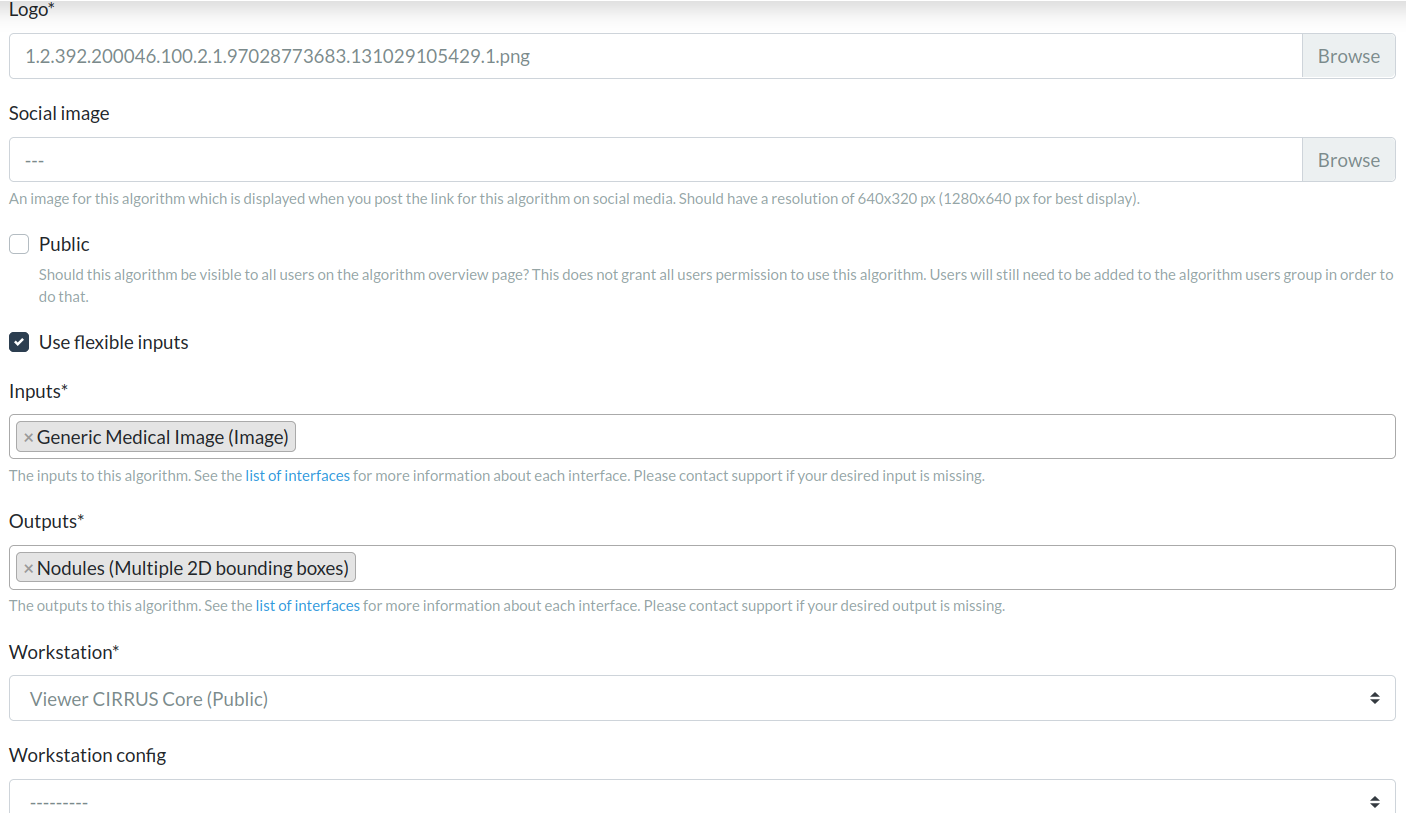 Logo*
1.2.392.200046.100.2.1.97028773683.131029105429.1.png
Browse
Social image
---
Browse
An image for this algorithm which is displayed when you post the link for this algorithm on social media. Should have a resolution of 640x320 px (1280x640 px for best display).
Public
Should this algorithm be visible to all users on the algorithm overview page? This does not grant all users permission to use this algorithm. Users will still need to be added to the algorithm users group in order to
do that.
Use flexible inputs
Inputs*
× Generic Medical Image (Image)
The inputs to this algorithm. See the list of interfaces for more information about each interface. Please contact support if your desired input is missing.
Outputs*
× Nodules (Multiple 2D bounding boxes)
The outputs to this algorithm. See the list of interfaces for more information about each interface. Please contact support if your desired output is missing.
Workstation*
Viewer CIRRUS Core (Public)
Workstation config
---------